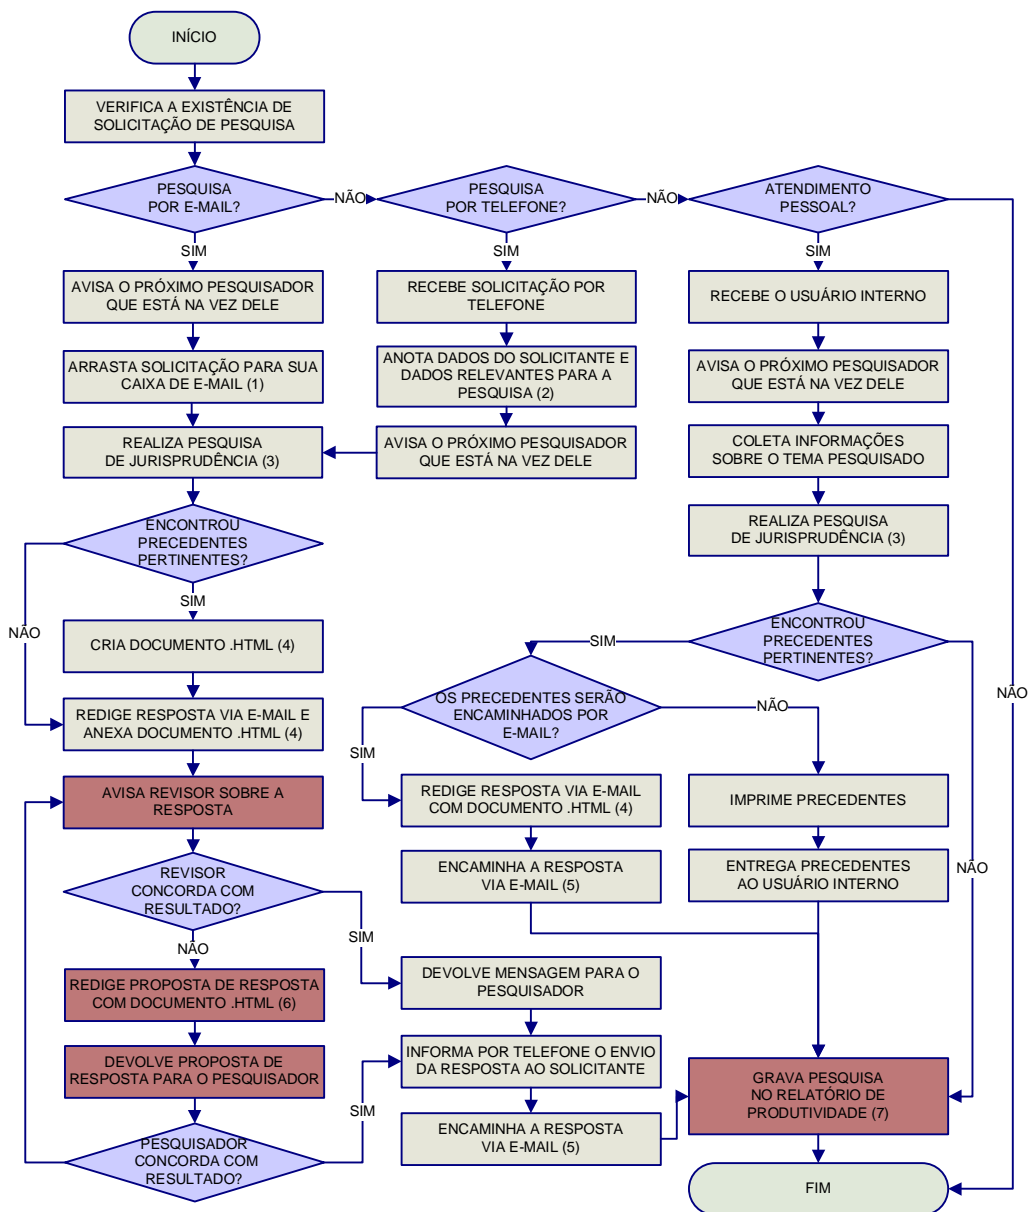 INÍCIO
VERIFICA A EXISTÊNCIA DE
SOLICITAÇÃO DE PESQUISA
PESQUISA
POR E-MAIL?
NÃO
PESQUISA
POR TELEFONE?
NÃO
ATENDIMENTO
PESSOAL?
SIM
SIM
SIM
AVISA O PRÓXIMO PESQUISADOR
QUE ESTÁ NA VEZ DELE
RECEBE SOLICITAÇÃO POR
TELEFONE
RECEBE O USUÁRIO INTERNO
ARRASTA SOLICITAÇÃO PARA SUA
CAIXA DE E-MAIL (1)
ANOTA DADOS DO SOLICITANTE E
DADOS RELEVANTES PARA A
PESQUISA (2)
AVISA O PRÓXIMO PESQUISADOR
QUE ESTÁ NA VEZ DELE
REALIZA PESQUISA
DE JURISPRUDÊNCIA (3)
AVISA O PRÓXIMO PESQUISADOR
QUE ESTÁ NA VEZ DELE
COLETA INFORMAÇÕES
SOBRE O TEMA PESQUISADO
ENCONTROU
PRECEDENTES
PERTINENTES?
REALIZA PESQUISA
DE JURISPRUDÊNCIA (3)
SIM
NÃO
CRIA DOCUMENTO .HTML (4)
SIM
ENCONTROU
PRECEDENTES
PERTINENTES?
NÃO
REDIGE RESPOSTA VIA E-MAIL E
ANEXA DOCUMENTO .HTML (4)
OS PRECEDENTES SERÃO
ENCAMINHADOS POR
E-MAIL?
NÃO
SIM
AVISA REVISOR SOBRE A
RESPOSTA
REDIGE RESPOSTA VIA E-MAIL
COM DOCUMENTO .HTML (4)
IMPRIME PRECEDENTES
REVISOR
CONCORDA COM
RESULTADO?
ENCAMINHA A RESPOSTA
VIA E-MAIL (5)
ENTREGA PRECEDENTES
AO USUÁRIO INTERNO
NÃO
SIM
NÃO
REDIGE PROPOSTA DE RESPOSTA
COM DOCUMENTO .HTML (6)
DEVOLVE MENSAGEM PARA O
PESQUISADOR
DEVOLVE PROPOSTA DE
RESPOSTA PARA O PESQUISADOR
INFORMA POR TELEFONE O ENVIO
DA RESPOSTA AO SOLICITANTE
GRAVA PESQUISA
NO RELATÓRIO DE
PRODUTIVIDADE (7)
SIM
PESQUISADOR
CONCORDA COM
RESULTADO?
ENCAMINHA A RESPOSTA
VIA E-MAIL (5)
FIM